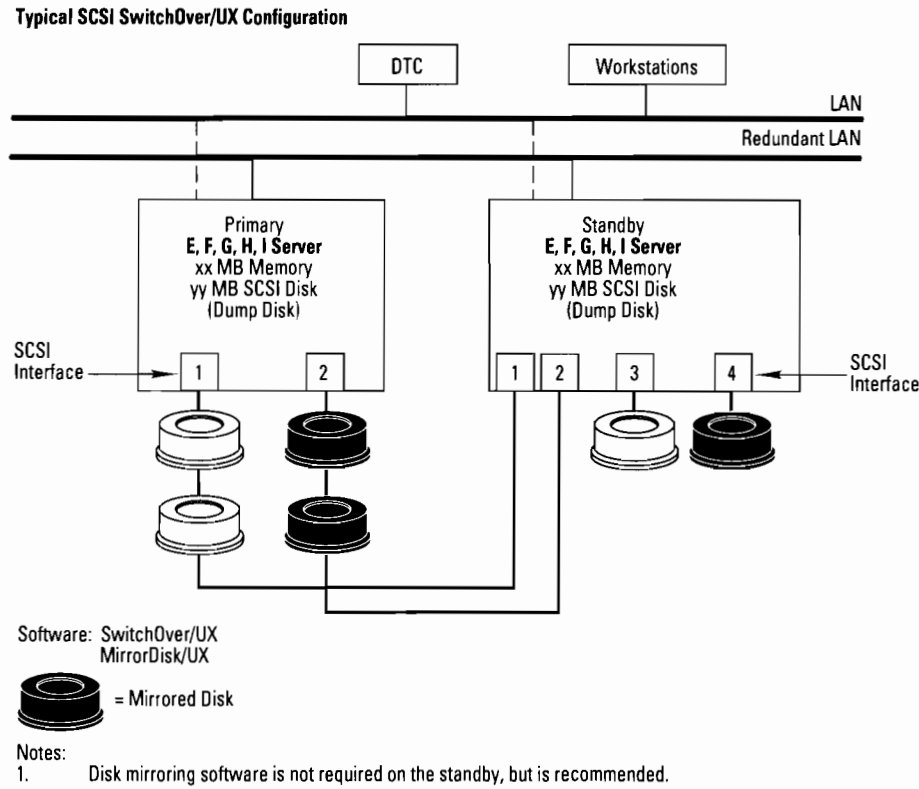 Typical SCSI SwitchOver/UX Configuration
DTC
Workstations
LAN
Redundant LAN
Primary
E, F, G, H, I Server
xx MB Memory
yy MB SCSI Disk
(Dump Disk)
Standby
E, F, G, H, I Server
xx MB Memory
yy MB SCSI Disk
(Dump Disk)
SCSI
Interface
1
2
1
2
3
4
SCSI
Interface
Software: SwitchOver/UX
MirrorDisk/UX
= Mirrored Disk
Notes:
1. Disk mirroring software is not required on the standby, but is recommended.